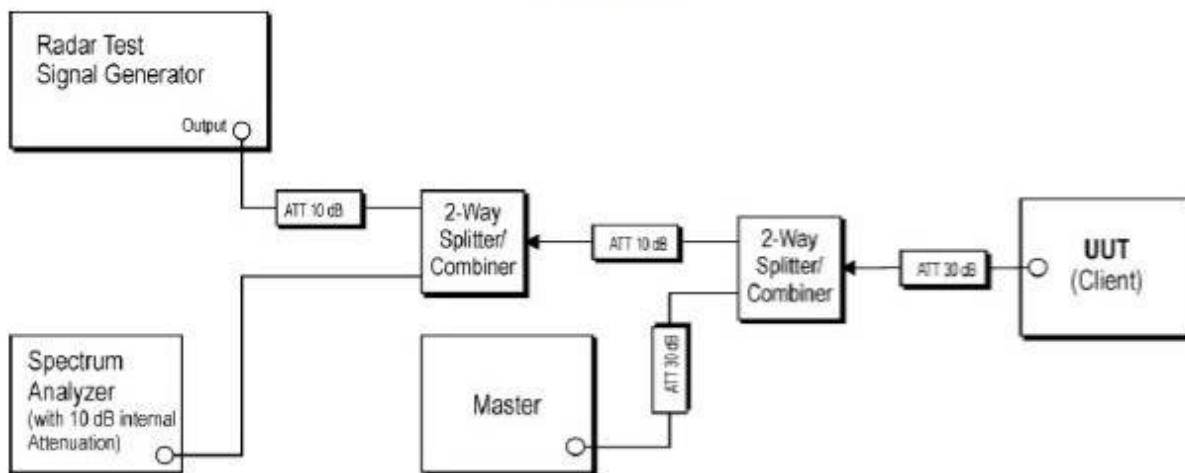 Radar Test
Signal Generator
Output
ATT 10 dB
2-Way
Splitter/
Combiner
ATT 10 dB
2-Way
Splitter/
Combiner
ATT 30 dB
UUT
(Client)
Spectrum
Analyzer
(with 10 dB internal
Attenuation)
Master
ATT 30 dB